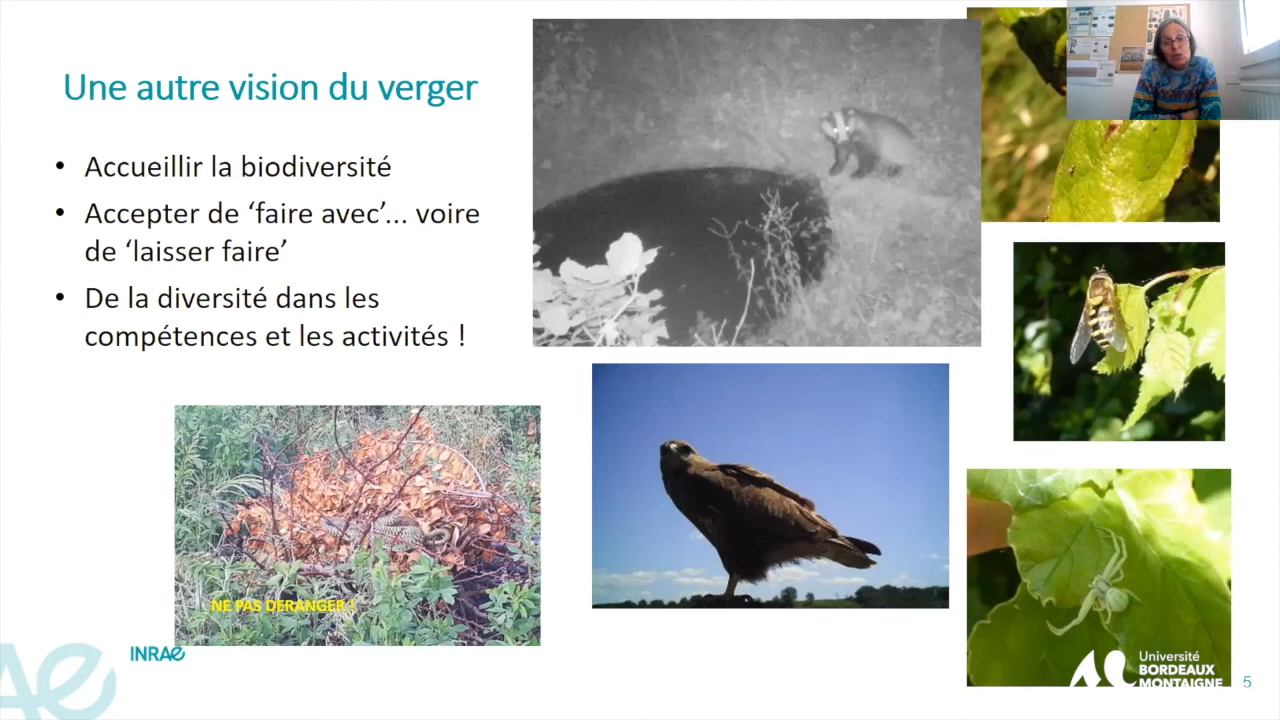 Une autre vision du verger
• Accueillir la biodiversité
• Accepter de ‘faire avec’... voire
de ‘laisser faire’
• De la diversité dans les
compétences et les activités !
NE PAS DERANGER !
INRAE
Université
BORDEAUX
MONTAIGNE
5